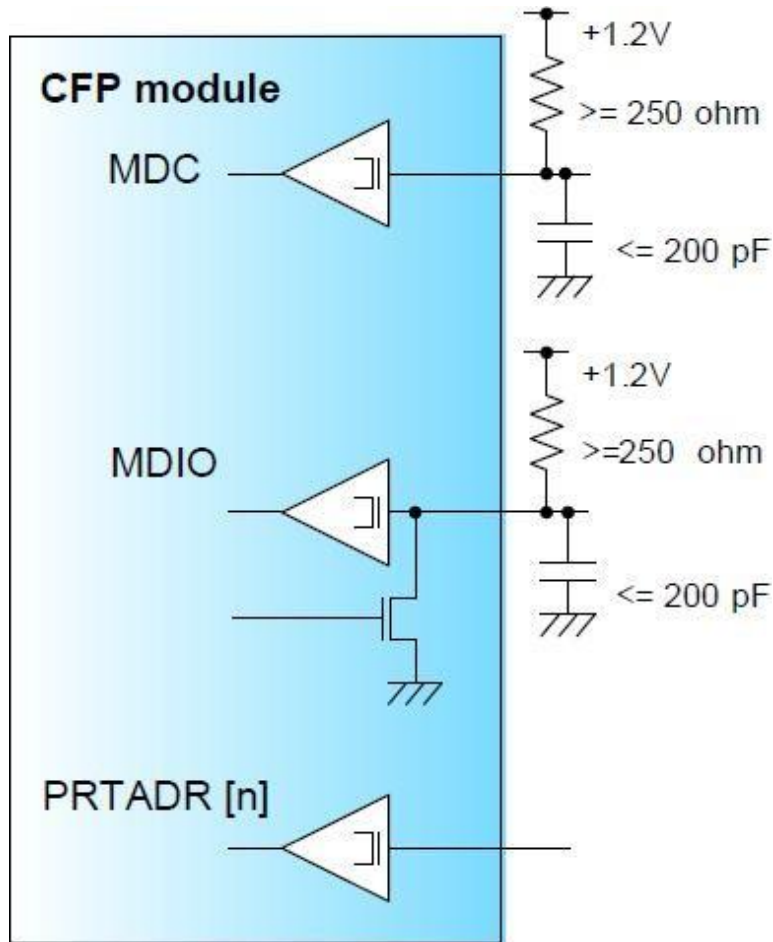 +1.2V
CFP module
>= 250 ohm
MDC
<= 200 pF
+1.2V
MDIO
>=250 ohm
<= 200 pF
PRTADR [n]